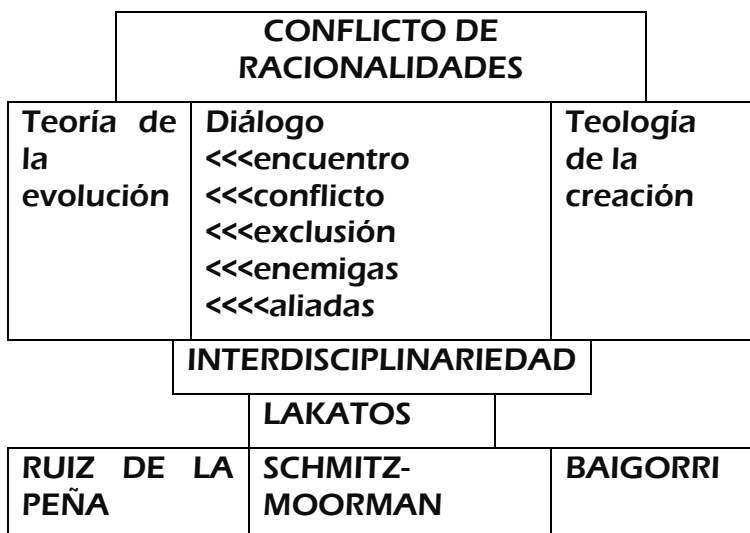 CONFLICTO DE
RACIONALIDADES
Teoría de
la
evolución
Diálogo
<<<encuentro
<<<conflicto
<<<exclusión
<<<enemigas
<<<<aliadas
Teología
de la
creación
INTERDISCIPLINARIEDAD
LAKATOS
RUIZ DE LA
PEÑA
SCHMITZ-
MOORMAN
BAIGORRI